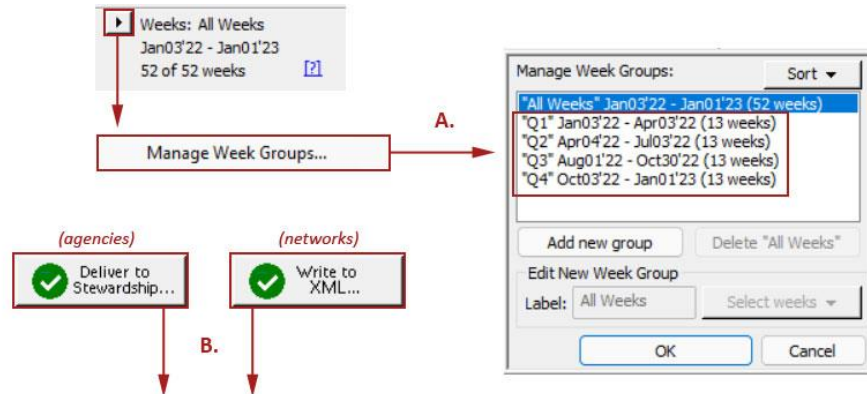 Weeks: All Weeks
Jan03'22 - Jan01'23
52 of 52 weeks [?]
Manage Week Groups...
A.
Manage Week Groups:
Sort
"All Weeks" Jan03'22 - Jan01'23 (52 weeks)
"Q1" Jan03'22 - Apr03'22 (13 weeks)
"Q2" Apr04'22 - Jul03'22 (13 weeks)
"Q3" Aug01'22 - Oct30'22 (13 weeks)
"Q4" Oct03'22 - Jan01'23 (13 weeks)
Add new group
Delete "All Weeks"
Edit New Week Group
Label: All Weeks
Select weeks
OK
Cancel
(agencies)
(networks)
Deliver to
Stewardship...
Write to
XML...
B.